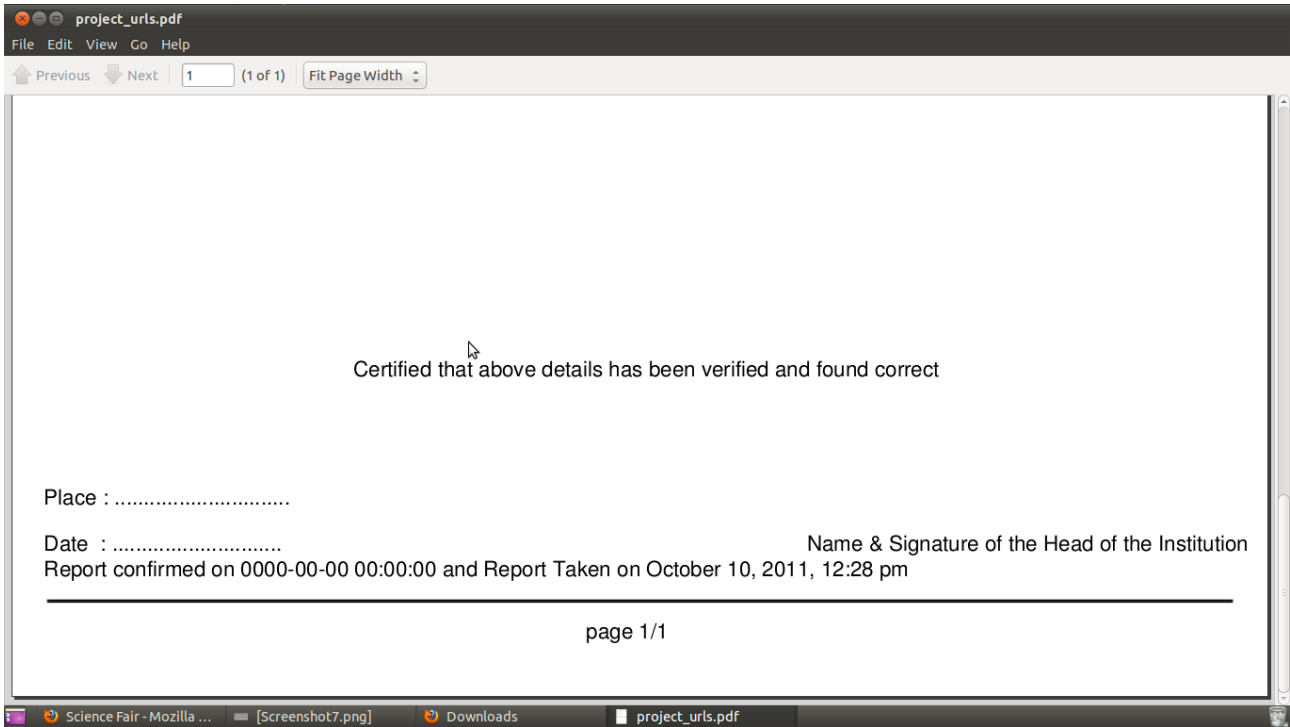 project_urls.pdf
File Edit View Go Help
Previous Next 1 (1 of 1) Fit Page Width
Certified that above details has been verified and found correct
Place : ..............................
Date : .............................
Name & Signature of the Head of the Institution
Report confirmed on 0000-00-00 00:00:00 and Report Taken on October 10, 2011, 12:28 pm
page 1/1
Science Fair - Mozilla ... [Screenshot7.png] Downloads project_urls.pdf